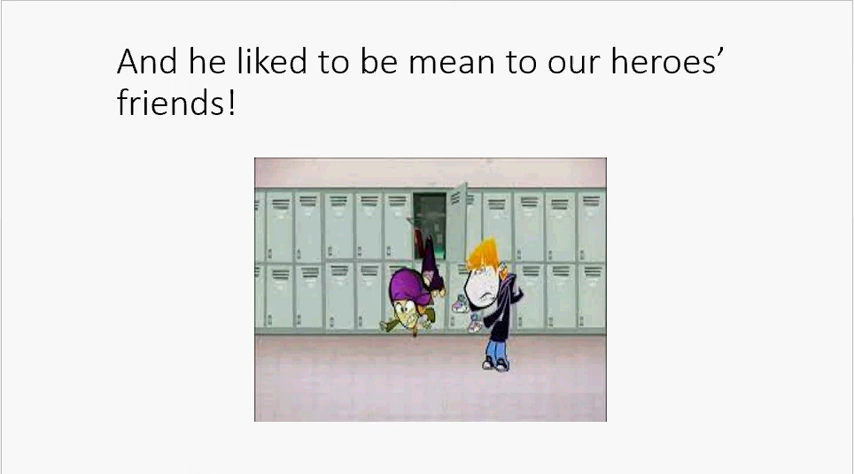 And he liked to be mean to our heroes’
friends!